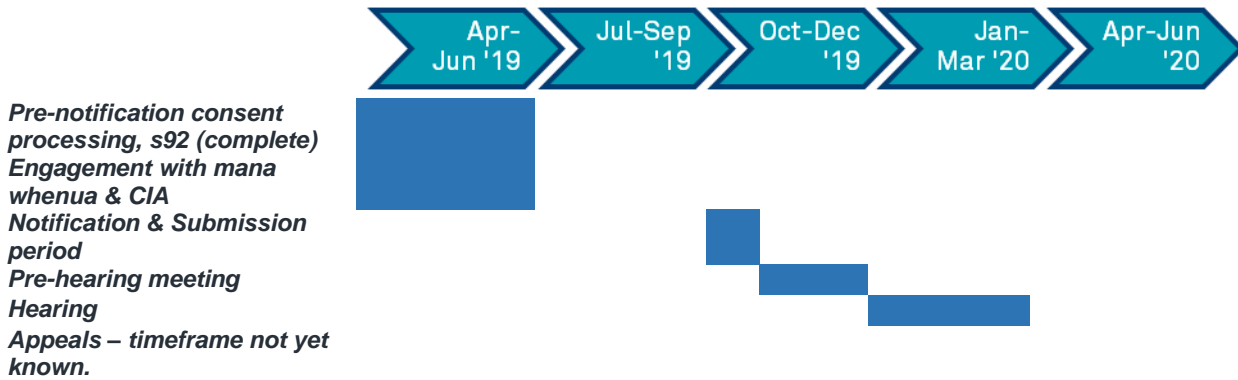 Apr-
Jun '19
Jul-Sep
'19
Oct-Dec
'19
Jan-
Mar '20
Apr-Jun
'20
Pre-notification consent
processing, s92 (complete)
Engagement with mana
whenua & CIA
Notification & Submission
period
Pre-hearing meeting
Hearing
Appeals – timeframe not yet
known.